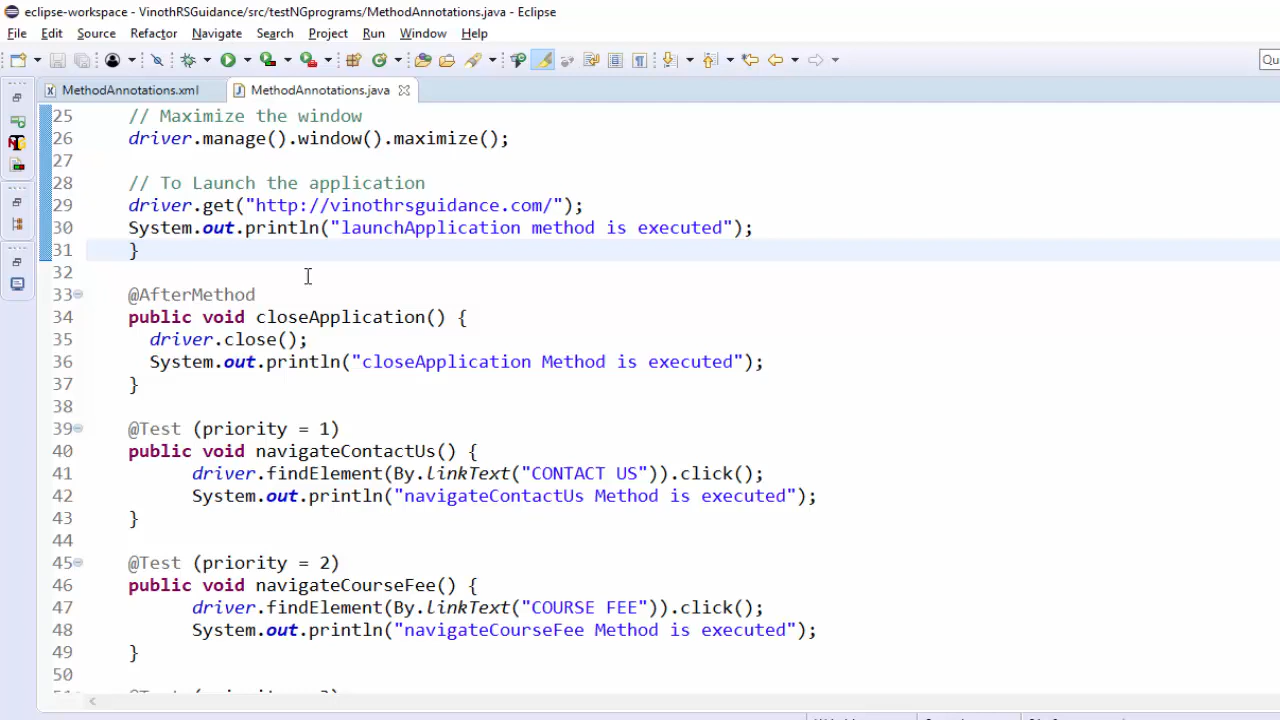 eclipse-workspace - VinothRSGuidance/src/testNGprograms/MethodAnnotations.java - Eclipse
File Edit Source Refactor Navigate Search Project Run Window Help
MethodAnnotations.xml MethodAnnotations.java
25 // Maximize the window
26 driver.manage().window().maximize();
27
28 // To Launch the application
29 driver.get("http://vinothrsguidance.com/");
30 System.out.println("launchApplication method is executed");
31 }
32
33 @AfterMethod
34 public void closeApplication() {
35 driver.close();
36 System.out.println("closeApplication Method is executed");
37 }
38
39 @Test (priority = 1)
40 public void navigateContactUs() {
41 driver.findElement(By.linkText("CONTACT US")).click();
42 System.out.println("navigateContactUs Method is executed");
43 }
44
45 @Test (priority = 2)
46 public void navigateCourseFee() {
47 driver.findElement(By.linkText("COURSE FEE")).click();
48 System.out.println("navigateCourseFee Method is executed");
49 }
50